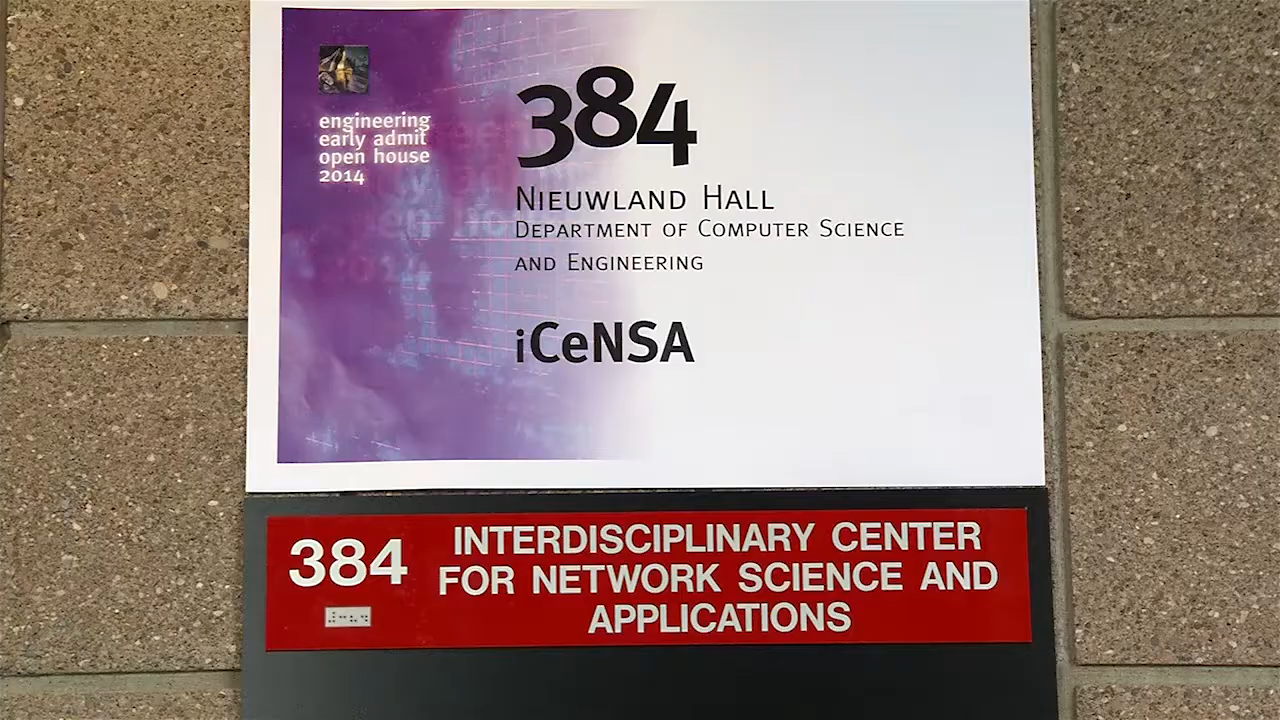 engineering
early admit
open house
2014
384
NIEUWLAND HALL
DEPARTMENT OF COMPUTER SCIENCE
AND ENGINEERING
iCeNSA
384
INTERDISCIPLINARY CENTER
FOR NETWORK SCIENCE AND
APPLICATIONS